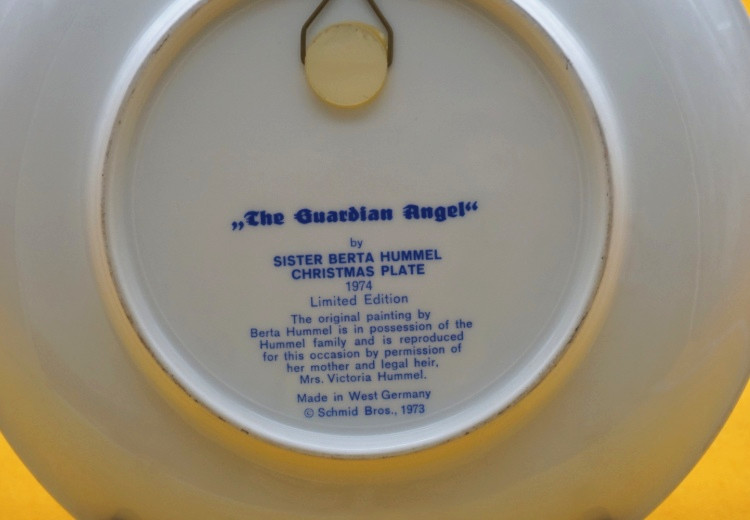 „The Guardian Angel“
by
SISTER BERTA HUMMEL
CHRISTMAS PLATE
1974
Limited Edition
The original painting by
Berta Hummel is in possession of the
Hummel family and is reproduced
for this occasion by permission of
her mother and legal heir,
Mrs. Victoria Hummel.
Made in West Germany
© Schmid Bros., 1973